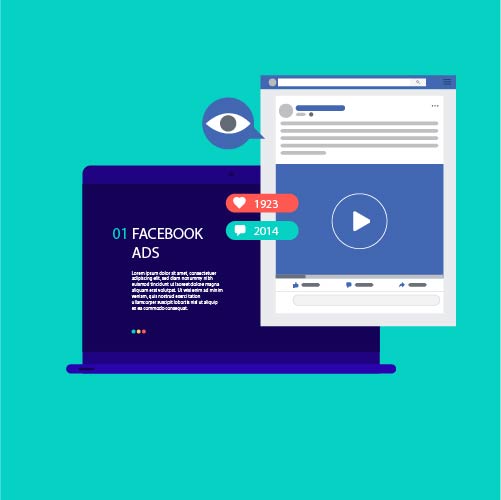 01 FACEBOOK
ADS
Lorem ipsum dolor sit amet, consectetuer
adipiscing elit, sed diam nonummy nibh
euismod tincidunt ut laoreet dolore magna
aliquam erat volutpat. Ut wisi enim ad minim
veniam, quis nostrud exerci tation
ullamcorper suscipit lobortis nisl ut aliquip
ex ea commodo consequat.
1923
2014